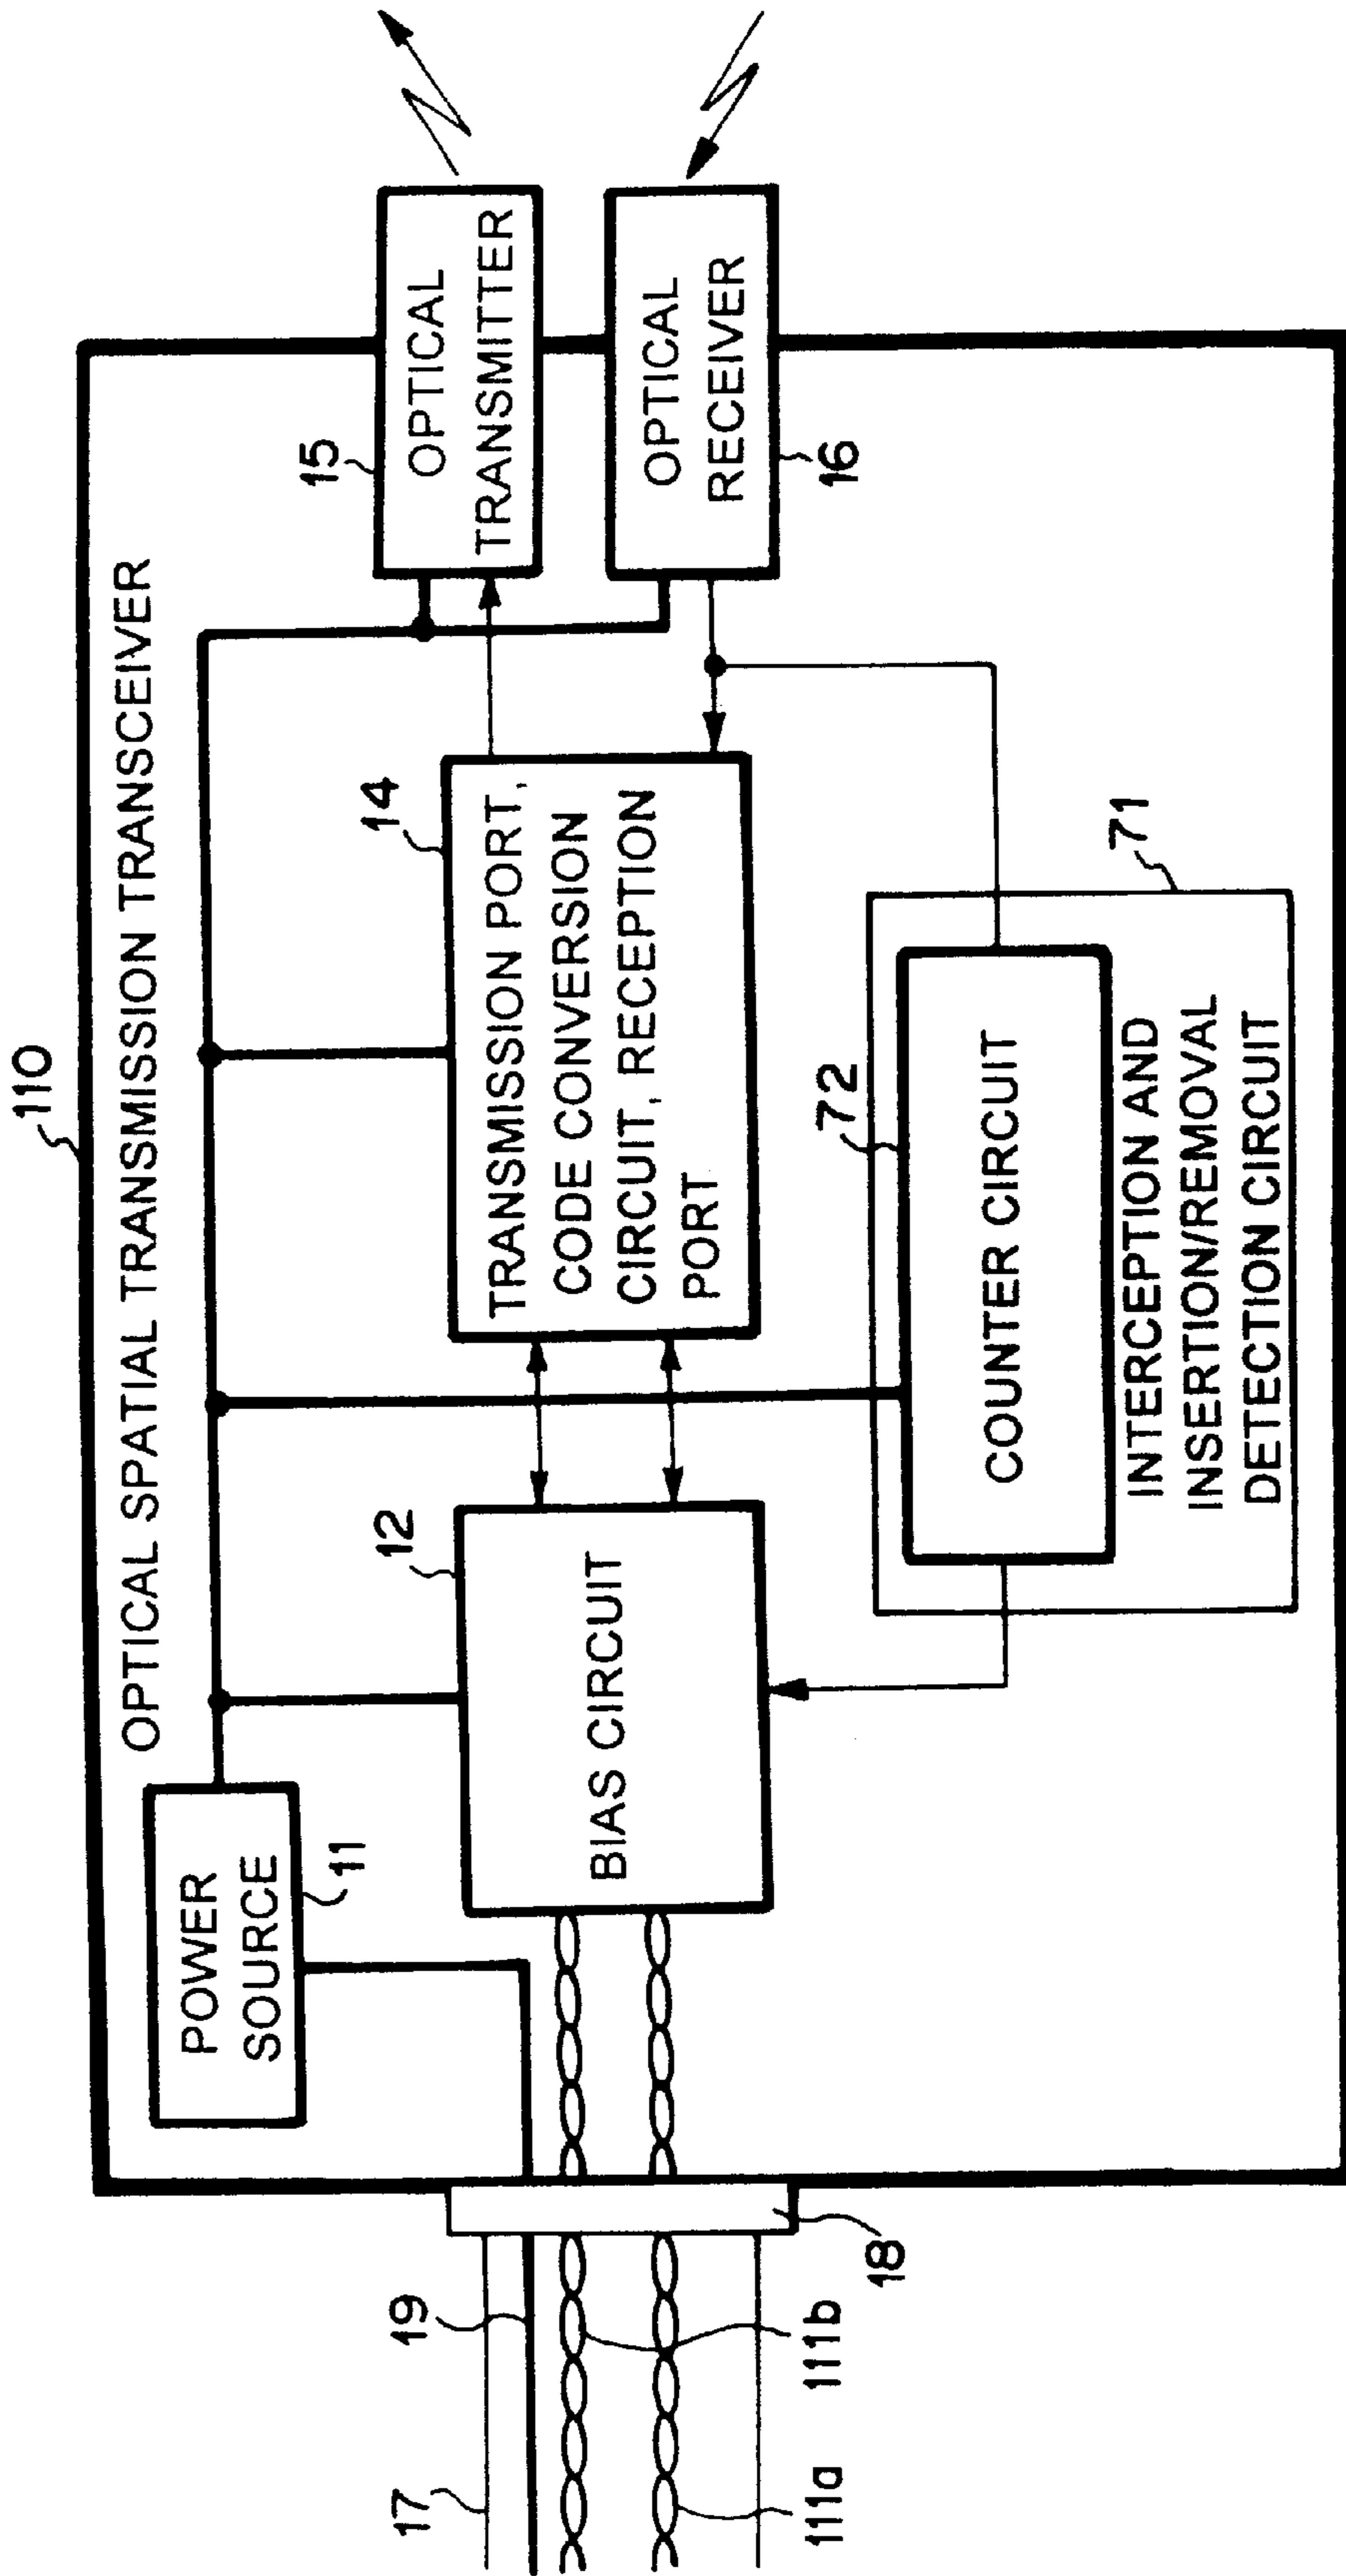 110
OPTICAL SPATIAL TRANSMISSION TRANSCEIVER
POWER
SOURCE
11
17
19
111a
111b
18
12
BIAS CIRCUIT
14
TRANSMISSION PORT,
CODE CONVERSION
CIRCUIT, RECEPTION
PORT
15
OPTICAL
TRANSMITTER
OPTICAL
RECEIVER
16
71
72
COUNTER CIRCUIT
INTERCEPTION AND
INSERTION/REMOVAL
DETECTION CIRCUIT